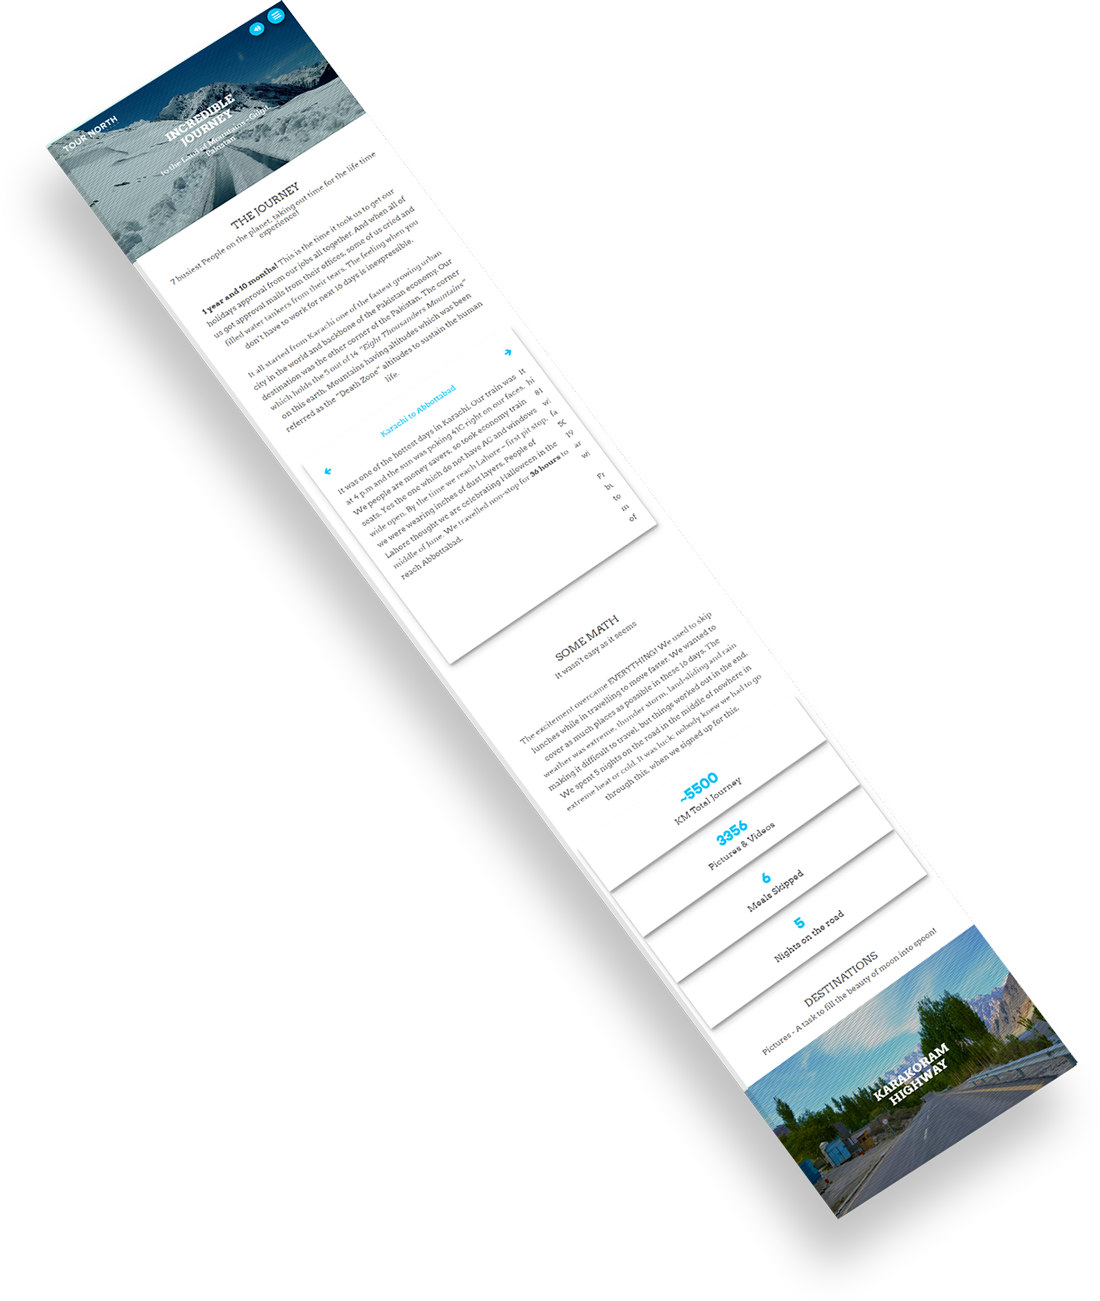 TOUR NORTH
INCREDIBLE
JOURNEY
to the Land of Mountains - Gilgit,
Pakistan
THE JOURNEY
7 busiest People on the planet, taking out time for the life time
experience!
1 year and 10 months! This is the time it took us to get our
holidays approval from our jobs all together. And when all of
us got approval mails from their offices, some of us cried and
filled water tankers from their tears. The feeling when you
don't have to work for next 16 days is inexpressible.
It all started from Karachi one of the fastest growing urban
city in the world and backbone of the Pakistan economy. Our
destination was the other corner of the Pakistan. The corner
which holds the 5 out of 14 "Eight Thousanders Mountains"
on this earth. Mountains having altitudes which was been
referred as the "Death Zone" altitudes to sustain the human
life.
Karachi to Abbottabad
It was one of the hottest days in Karachi. Our train was
at 4 p.m and the sun was poking 41C right on our faces.
We people are money savers, so took economy train
seats. Yes the one which do not have AC and windows
wide open. By the time we reach Lahore - first pit stop,
we were wearing inches of dust layers. People of
Lahore thought we are celebrating Halloween in the
middle of June. We travelled non-stop for 36 hours to
reach Abbottabad.
It
hi
81
w
fa
Sc
19
ar
w
Fr
bu
to
in
of
SOME MATH
It wasn't easy as it seems
The excitement overcame EVERYTHING! We used to skip
lunches while in travelling to move faster. We wanted to
cover as much places as possible in these 16 days. The
weather was extreme, thunder storm, land-sliding and rain
making it difficult to travel, but things worked out in the end.
We spent 5 nights on the road in the middle of nowhere in
extreme heat or cold. It was luck: nobody knew we had to go
through this, when we signed up for this.
~5500
KM Total Journey
3356
Pictures & Videos
6
Meals Skipped
5
Nights on the road
DESTINATIONS
Pictures - A task to fill the beauty of moon into spoon!
KARAKORAM
HIGHWAY